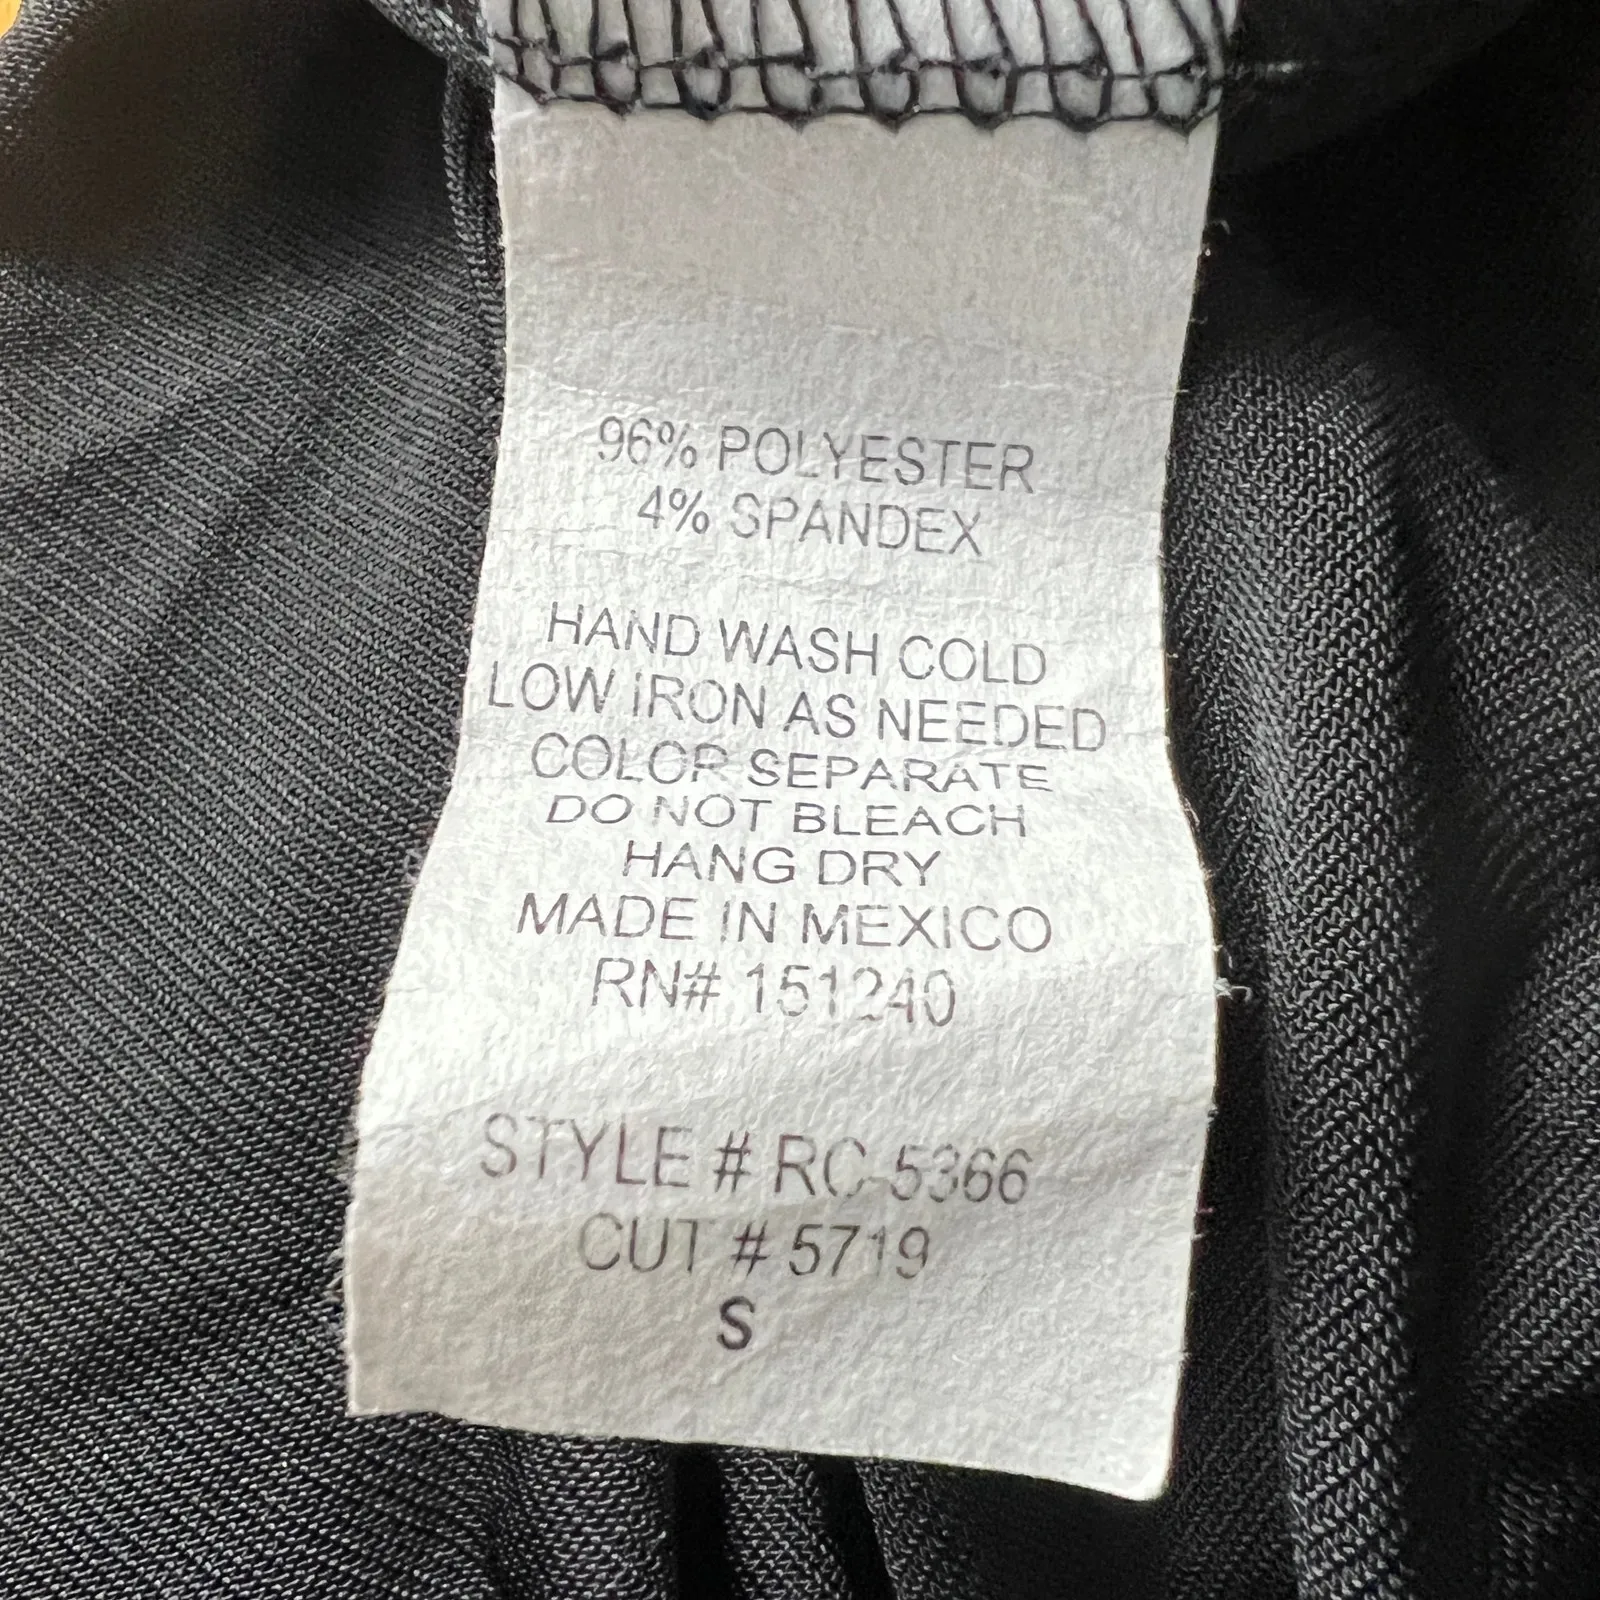 96% POLYESTER
4% SPANDEX
HAND WASH COLD
LOW IRON AS NEEDED
COLOR SEPARATE
DO NOT BLEACH
HANG DRY
MADE IN MEXICO
RN# 151240
STYLE # RC-5366
CUT # 5719
S